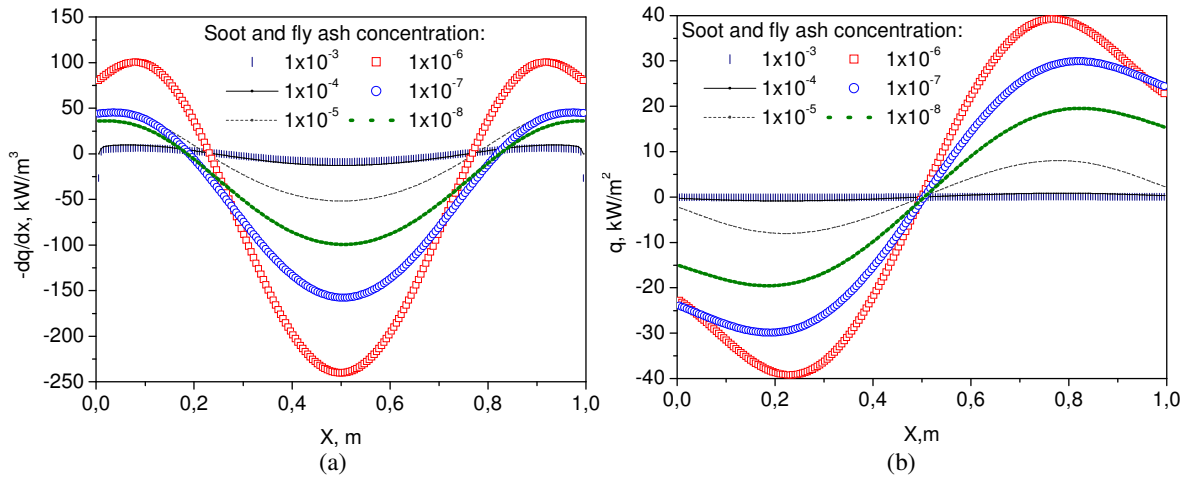 Soot and fly ash concentration:
1x10⁻³ 1x10⁻⁶
1x10⁻⁴ 1x10⁻⁷
1x10⁻⁵ 1x10⁻⁸
150
100
50
0
-50
-100
-150
-200
-250
-dq/dx, kW/m³
0,0 0,2 0,4 0,6 0,8 1,0
X, m
(a)
Soot and fly ash concentration:
1x10⁻³ 1x10⁻⁶
1x10⁻⁴ 1x10⁻⁷
1x10⁻⁵ 1x10⁻⁸
40
30
20
10
0
-10
-20
-30
-40
q, kW/m²
0,0 0,2 0,4 0,6 0,8 1,0
X,m
(b)